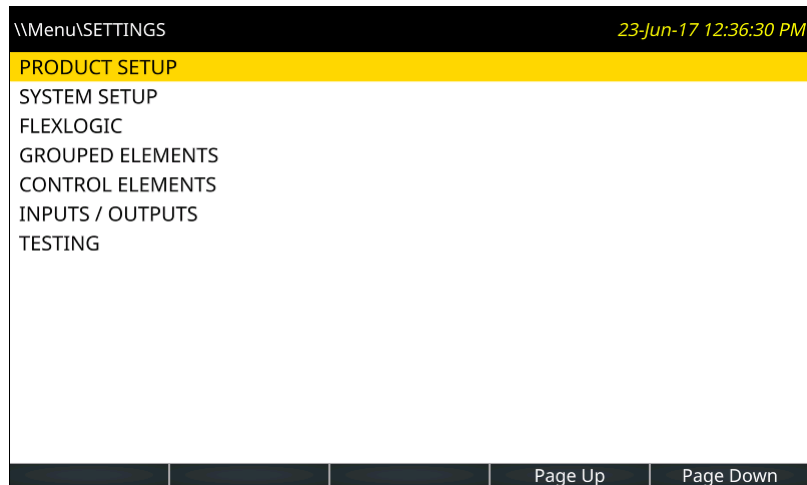 \\Menu\SETTINGS 23-Jun-17 12:36:30 PM
PRODUCT SETUP
SYSTEM SETUP
FLEXLOGIC
GROUPED ELEMENTS
CONTROL ELEMENTS
INPUTS / OUTPUTS
TESTING
Page Up Page Down